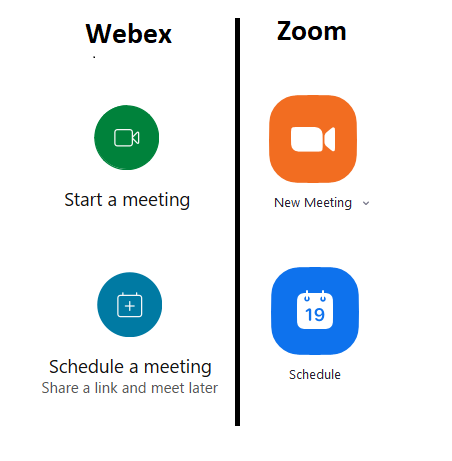 Webex
Zoom
Start a meeting
New Meeting
19
Schedule a meeting
Share a link and meet later
Schedule